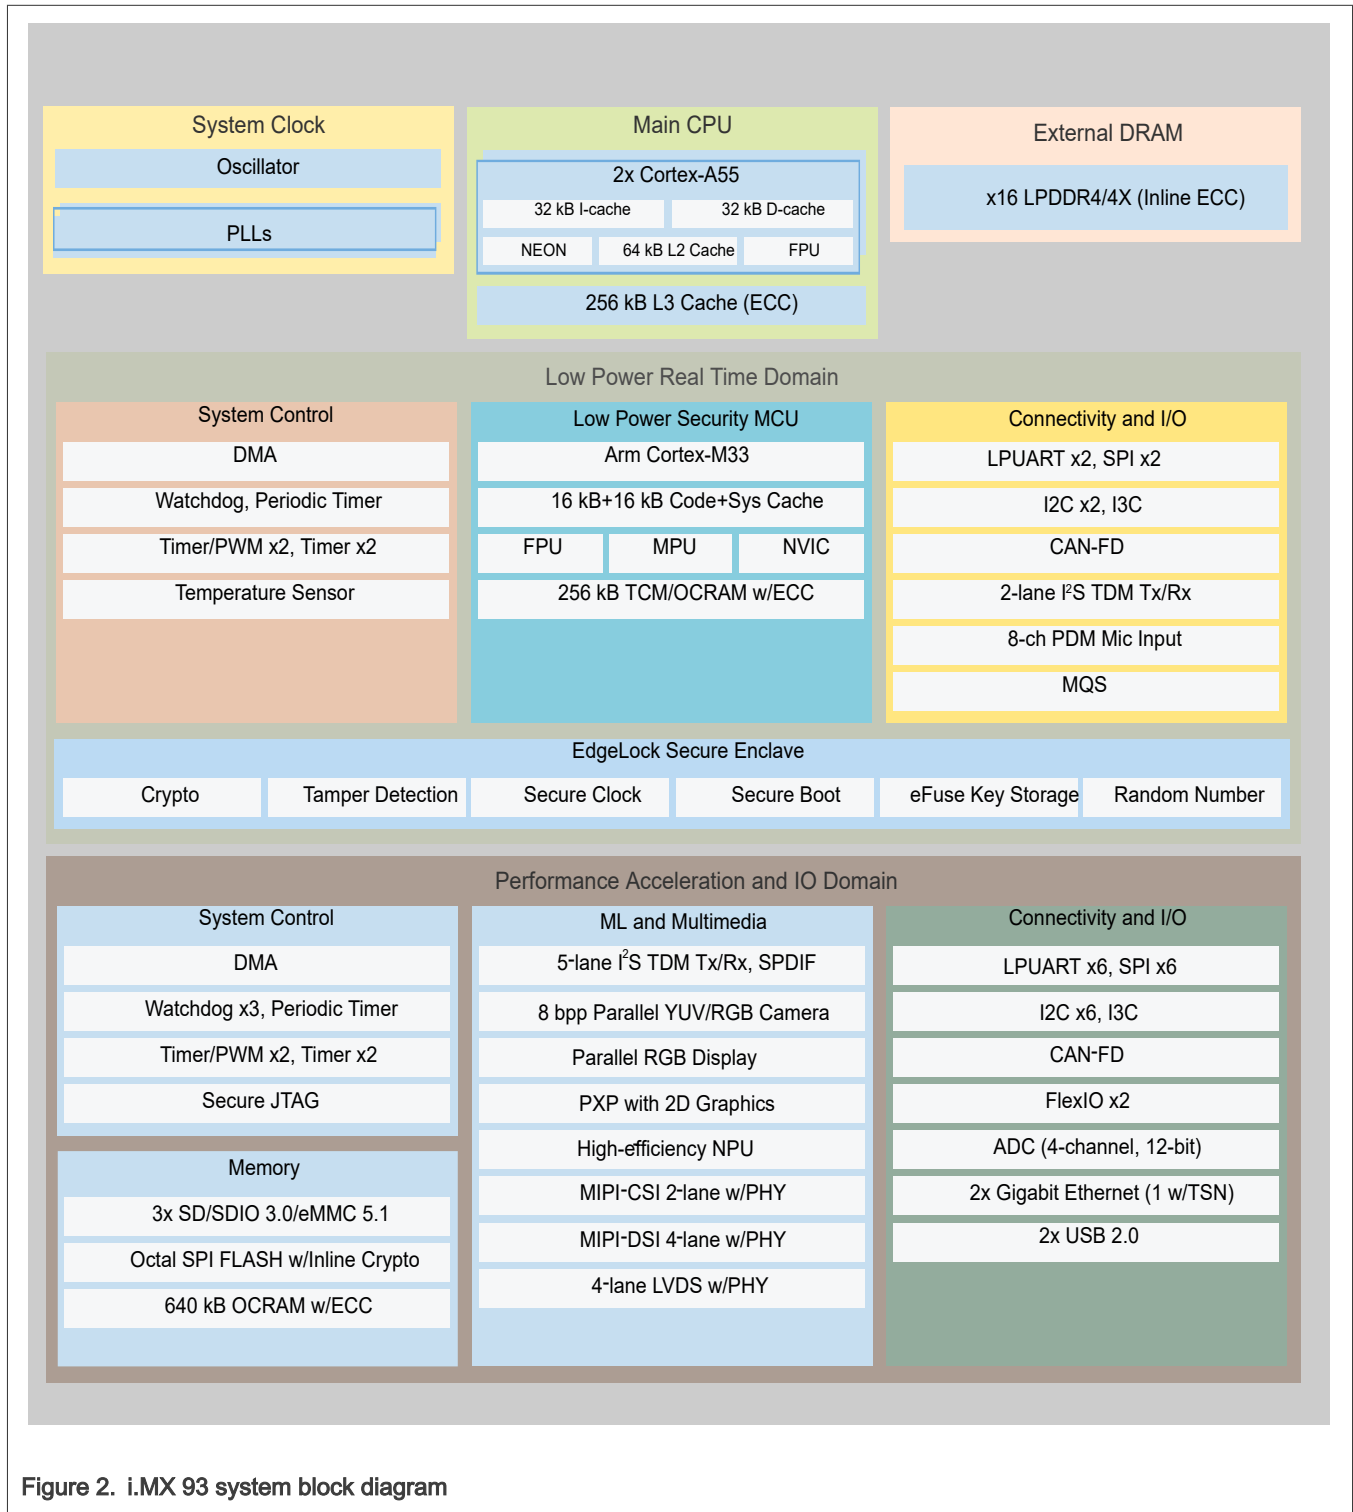 System Clock
Oscillator
PLLs
Main CPU
2x Cortex-A55
32 kB I-cache
32 kB D-cache
NEON
64 kB L2 Cache
FPU
256 kB L3 Cache (ECC)
External DRAM
x16 LPDDR4/4X (Inline ECC)
Low Power Real Time Domain
System Control
DMA
Watchdog, Periodic Timer
Timer/PWM x2, Timer x2
Temperature Sensor
Low Power Security MCU
Arm Cortex-M33
16 kB+16 kB Code+Sys Cache
FPU
MPU
NVIC
256 kB TCM/OCRAM w/ECC
Connectivity and I/O
LPUART x2, SPI x2
I2C x2, I3C
CAN-FD
2-lane I²S TDM Tx/Rx
8-ch PDM Mic Input
MQS
EdgeLock Secure Enclave
Crypto
Tamper Detection
Secure Clock
Secure Boot
eFuse Key Storage
Random Number
Performance Acceleration and IO Domain
System Control
DMA
Watchdog x3, Periodic Timer
Timer/PWM x2, Timer x2
Secure JTAG
Memory
3x SD/SDIO 3.0/eMMC 5.1
Octal SPI FLASH w/Inline Crypto
640 kB OCRAM w/ECC
ML and Multimedia
5-lane I²S TDM Tx/Rx, SPDIF
8 bpp Parallel YUV/RGB Camera
Parallel RGB Display
PXP with 2D Graphics
High-efficiency NPU
MIPI-CSI 2-lane w/PHY
MIPI-DSI 4-lane w/PHY
4-lane LVDS w/PHY
Connectivity and I/O
LPUART x6, SPI x6
I2C x6, I3C
CAN-FD
FlexIO x2
ADC (4-channel, 12-bit)
2x Gigabit Ethernet (1 w/TSN)
2x USB 2.0
Figure 2. i.MX 93 system block diagram